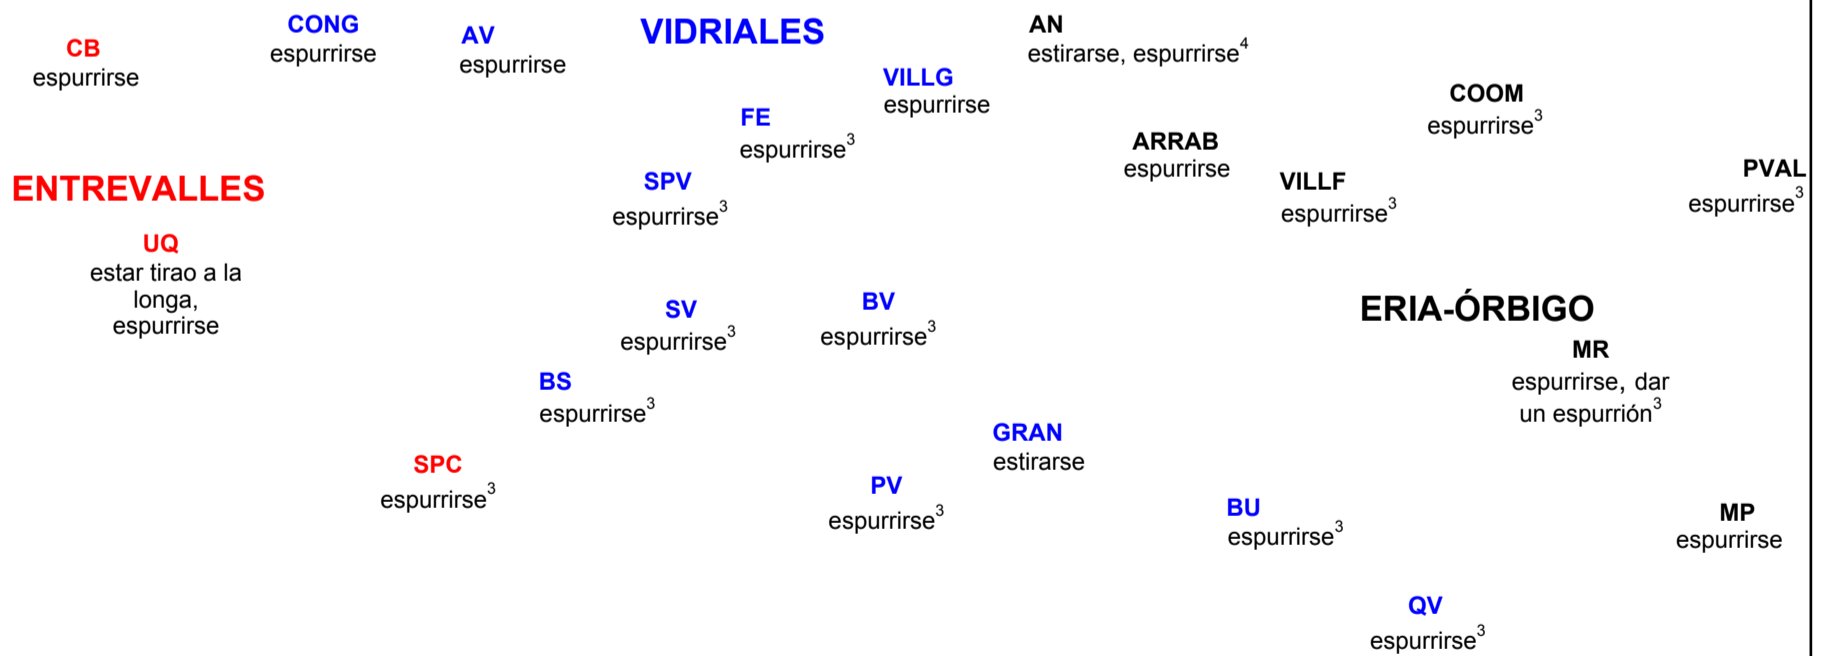 CB
espurrirse
CONG
espurrirse
AV
espurrirse
VIDRIALES
AN
estirarse, espurrirse⁴
VILLG
espurrirse
COOM
espurrirse³
FE
espurrirse³
ARRAB
espurrirse
PVAL
espurrirse³
ENTREVALLES
SPV
espurrirse³
VILLF
espurrirse³
UQ
estar tirao a la
longa,
espurrirse
SV
espurrirse³
BV
espurrirse³
ERIA-ÓRBIGO
MR
espurrirse, dar
un espurrión³
BS
espurrirse³
GRAN
estirarse
SPC
espurrirse³
PV
espurrirse³
BU
espurrirse³
MP
espurrirse
QV
espurrirse³